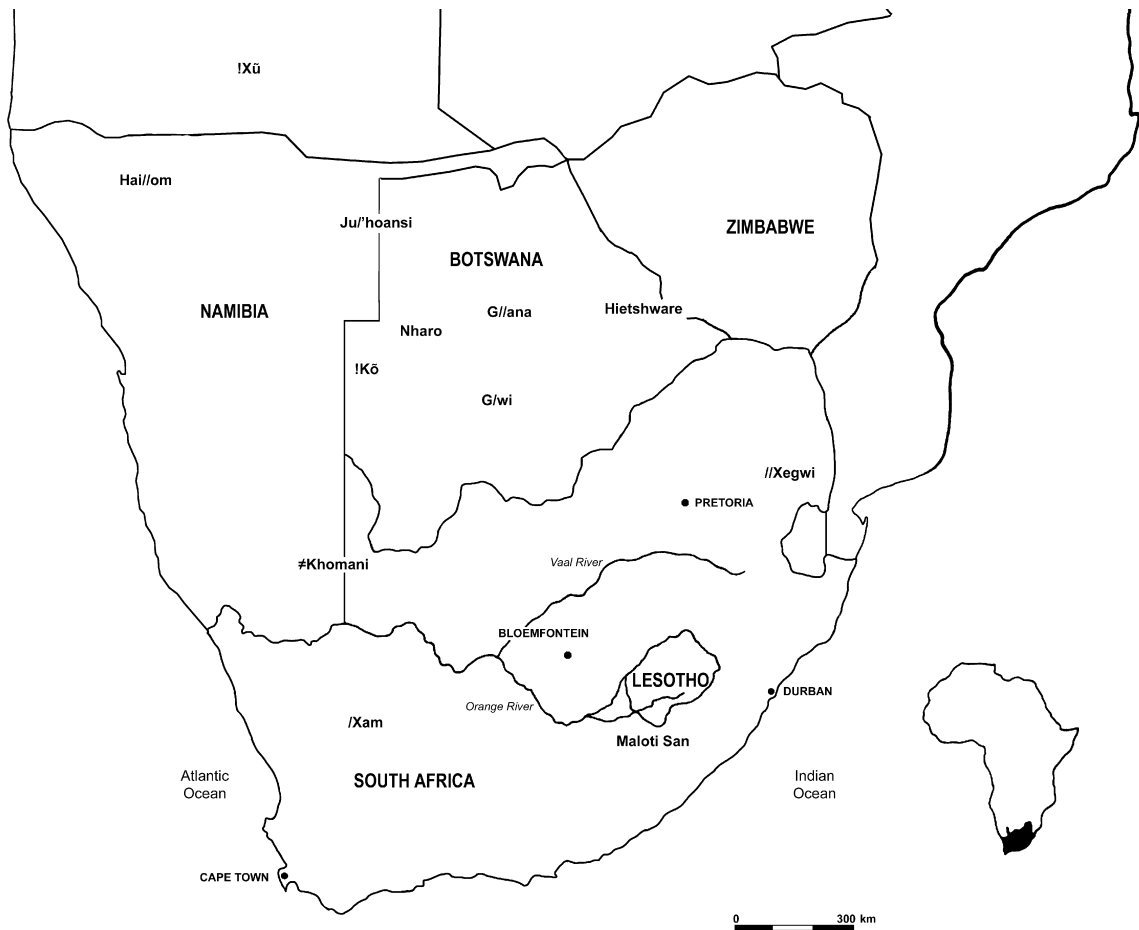 !Xũ
Hai//om
Ju/'hoansi
ZIMBABWE
BOTSWANA
NAMIBIA
G//ana
Hietshware
Nharo
!Kõ
G/wi
//Xegwi
PRETORIA
Vaal River
≠Khomani
BLOEMFONTEIN
LESOTHO
DURBAN
Orange River
/Xam
Maloti San
SOUTH AFRICA
Atlantic
Ocean
Indian
Ocean
CAPE TOWN
0 300 km